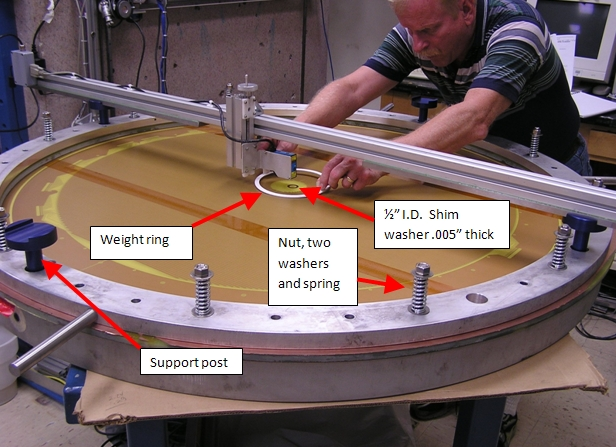 Weight ring
½” I.D. Shim
washer .005” thick
Nut, two
washers
and spring
Support post